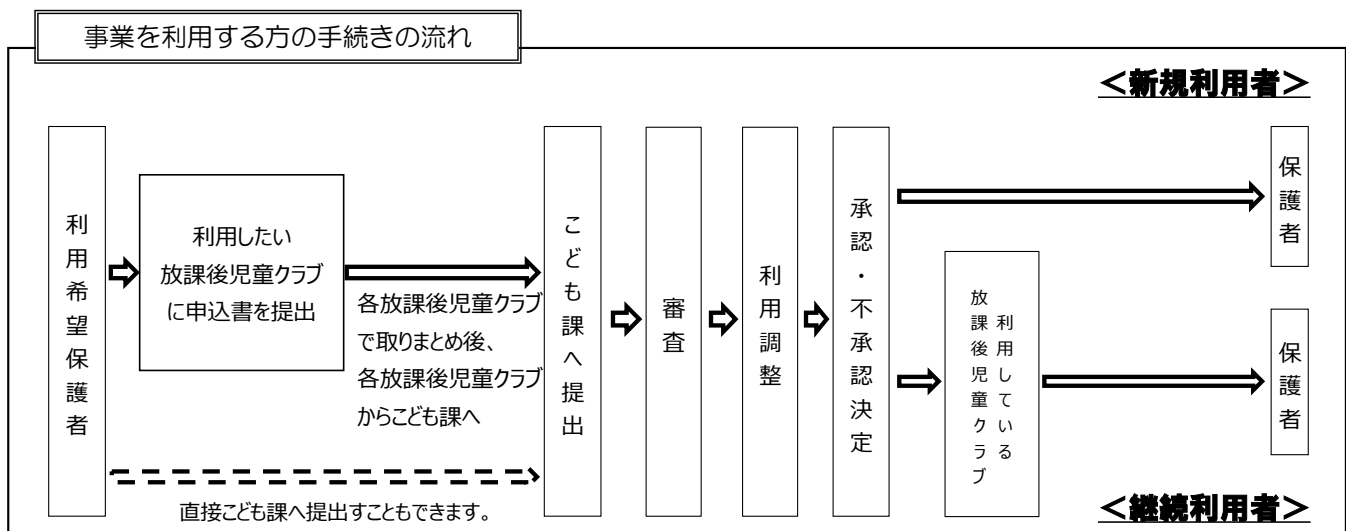 事業を利用する方の手続きの流れ
＜新規利用者＞
利用希望保護者
利用したい
放課後児童クラブ
に申込書を提出
各放課後児童クラブ
で取りまとめ後、
各放課後児童クラブ
からこども課へ
こども課へ提出
審査
利用調整
承認・不承認決定
保護者
利用している
放課後児童クラブ
保護者
直接こども課へ提出すこともできます。
＜継続利用者＞